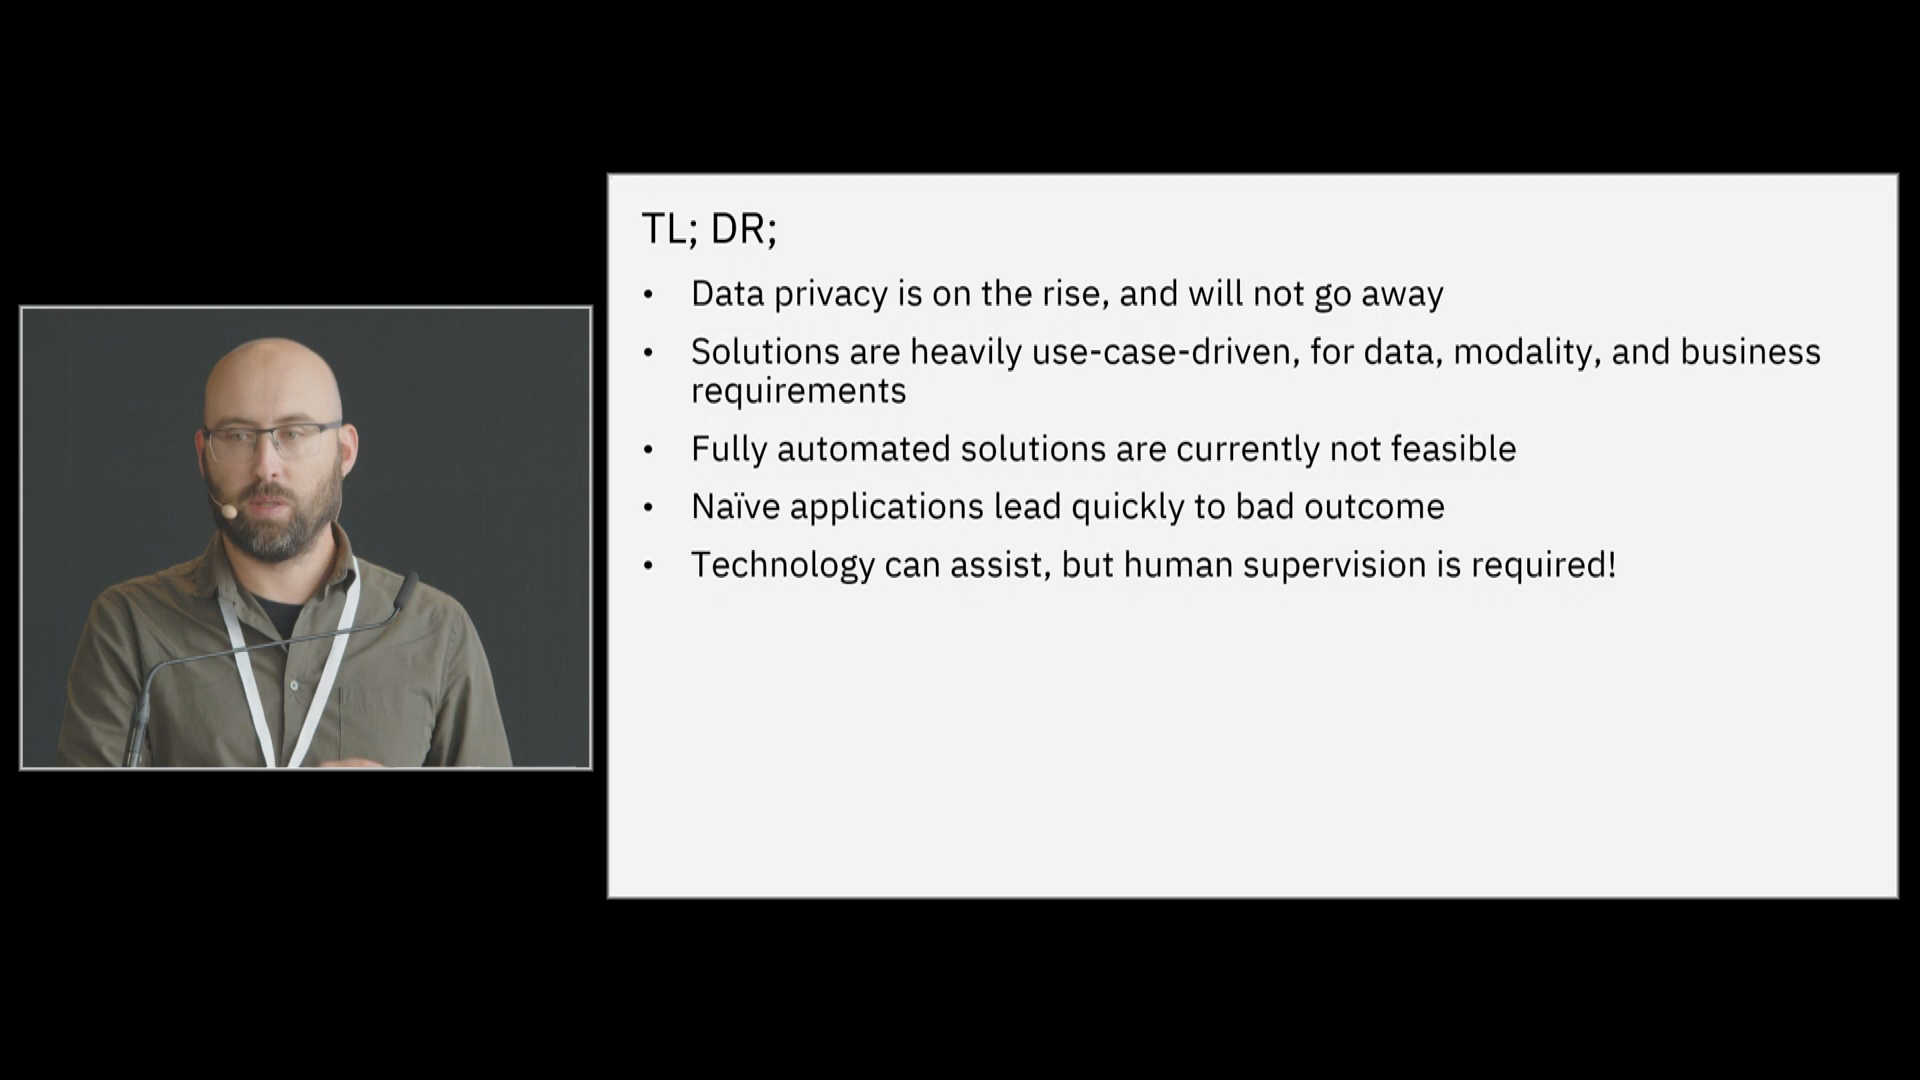 TL; DR;
• Data privacy is on the rise, and will not go away
• Solutions are heavily use-case-driven, for data, modality, and business
requirements
• Fully automated solutions are currently not feasible
• Naïve applications lead quickly to bad outcome
• Technology can assist, but human supervision is required!